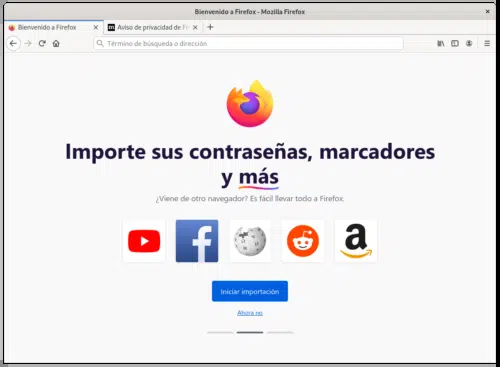 Bienvenido a Firefox - Mozilla Firefox
Bienvenido a Firefox
Aviso de privacidad de Fi
Término de búsqueda o dirección
Importe sus contraseñas, marcadores
y más
¿Viene de otro navegador? Es fácil llevar todo a Firefox.
Iniciar importación
Ahora no